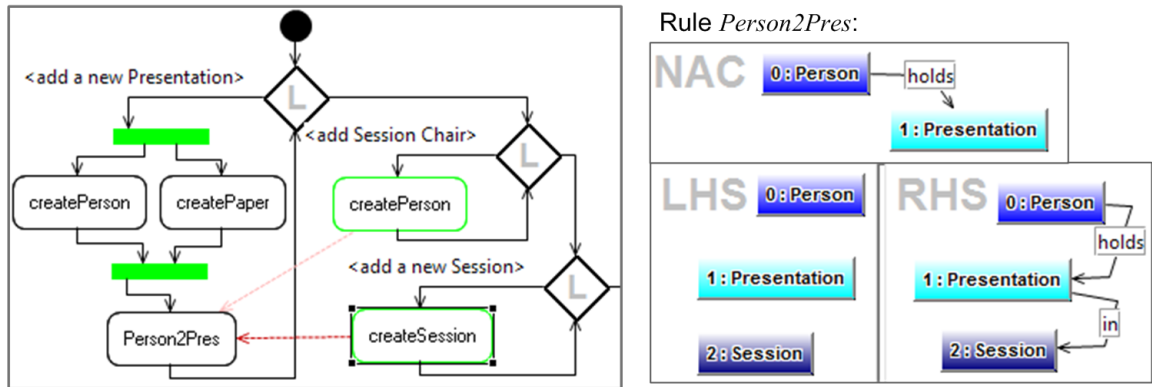 <add a new Presentation>
L
<add Session Chair>
L
createPerson
createPaper
createPerson
<add a new Session>
L
Person2Pres
createSession
Rule Person2Pres:
NAC
0 : Person
holds
1 : Presentation
LHS
0 : Person
1 : Presentation
2 : Session
RHS
0 : Person
holds
1 : Presentation
in
2 : Session